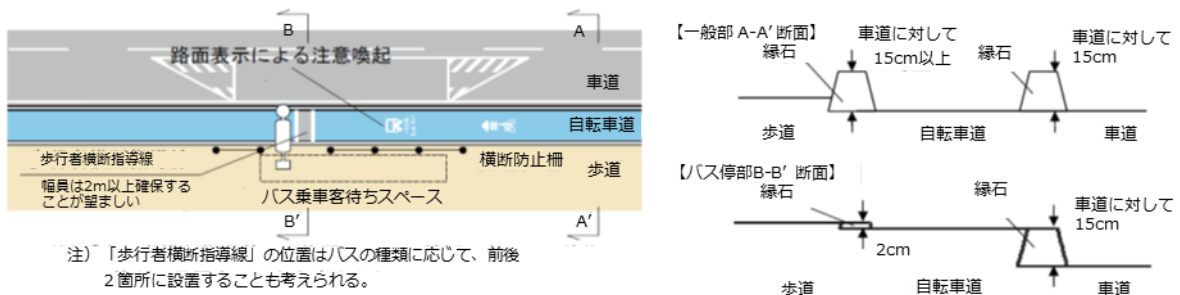 B
A
路面表示による注意喚起
車道
自転車道
歩行者横断指導線
横断防止柵
歩道
幅員は2m以上確保する
ことが望ましい
バス乗車客待ちスペース
B′
A′
注）「歩行者横断指導線」の位置はバスの種類に応じて、前後
２箇所に設置することも考えられる。
【一般部 A-A′ 断面】
縁石
車道に対して
15cm以上
縁石
車道に対して
15cm
歩道
自転車道
車道
【バス停部B-B′ 断面】
縁石
縁石
車道に対して
15cm
2cm
歩道
自転車道
車道